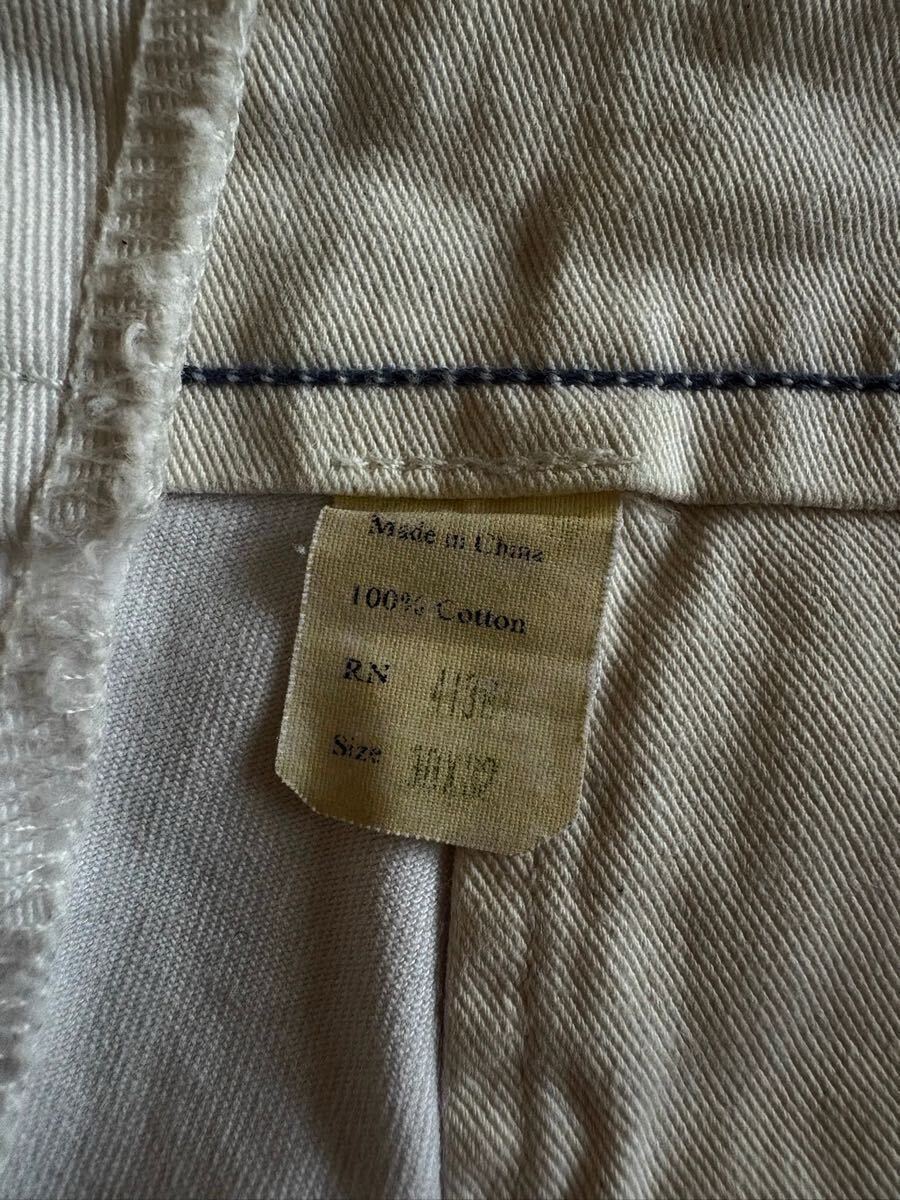 Made in China
100% Cotton
RN
Size